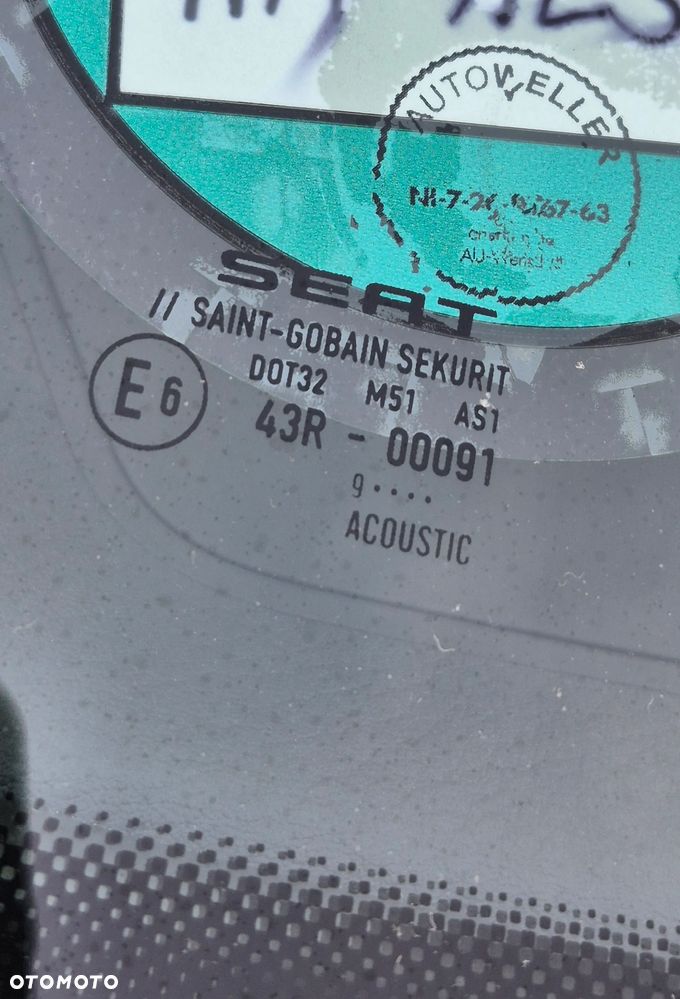 AUTOWELLER
SEAT
// SAINT-GOBAIN SEKURIT
DOT32 M51 AS1
E6
43R - 00091
g....
ACOUSTIC
OTOMOTO